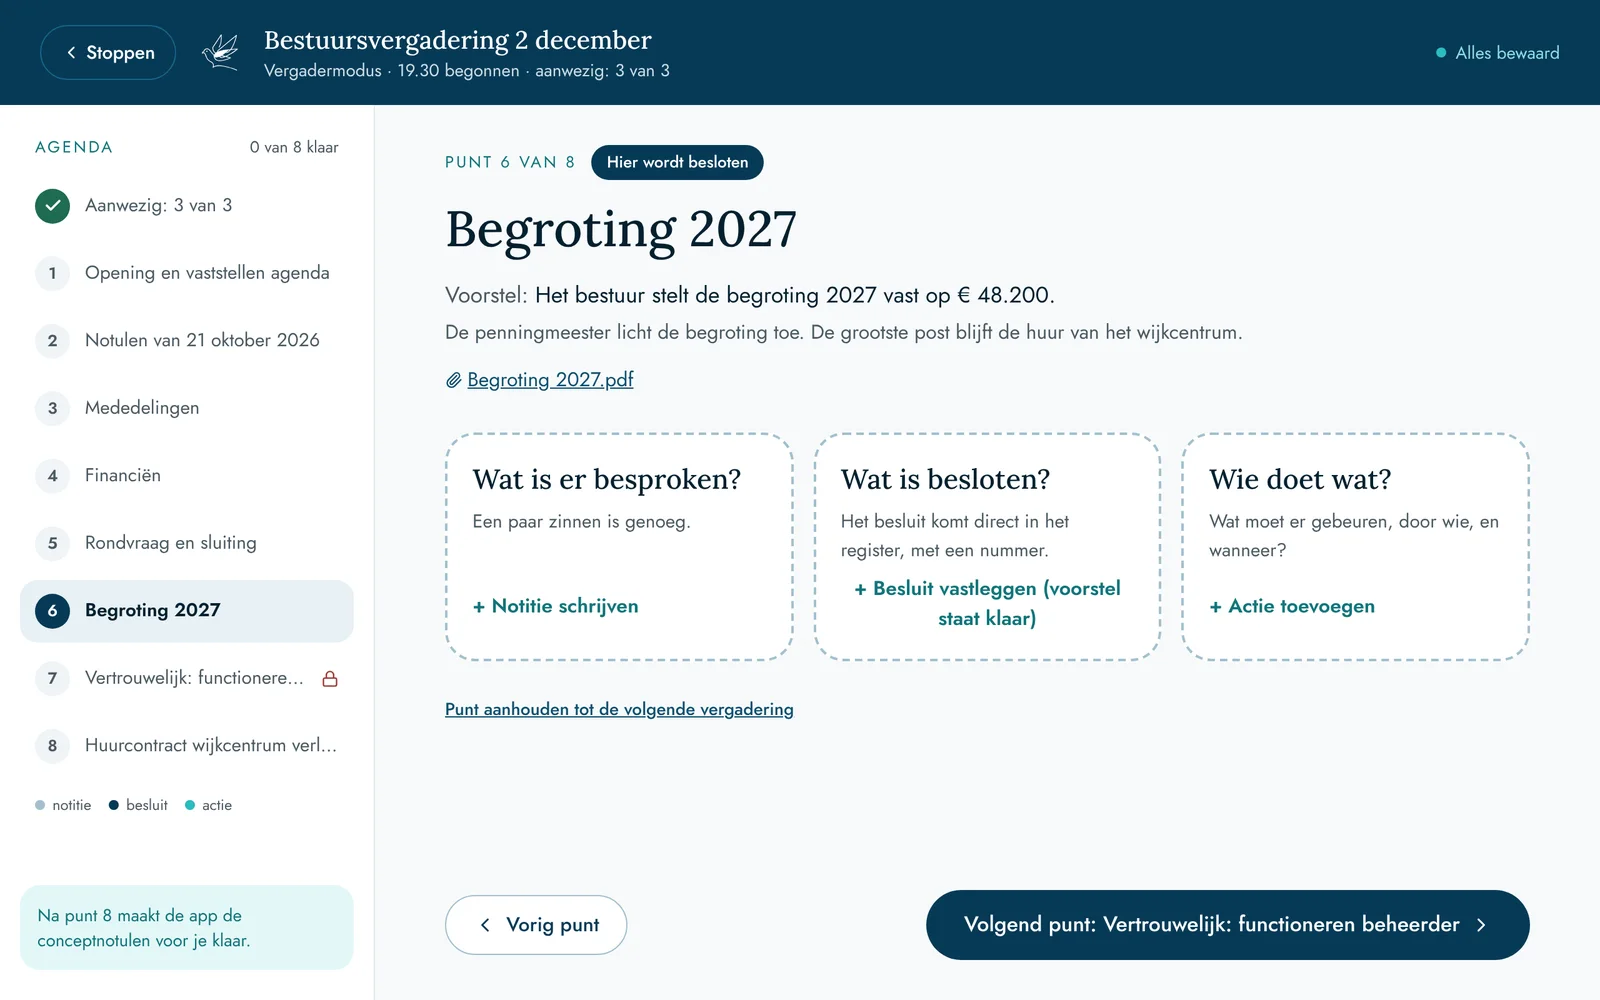 Stoppen
Bestuursvergadering 2 december
Vergadermodus · 19.30 begonnen · aanwezig: 3 van 3
Alles bewaard
AGENDA
0 van 8 klaar
Aanwezig: 3 van 3
1 Opening en vaststellen agenda
2 Notulen van 21 oktober 2026
3 Mededelingen
4 Financiën
5 Rondvraag en sluiting
6 Begroting 2027
7 Vertrouwelijk: functionere...
8 Huurcontract wijkcentrum verl...
notitie besluit actie
Na punt 8 maakt de app de
conceptnotulen voor je klaar.
PUNT 6 VAN 8
Hier wordt besloten
Begroting 2027
Voorstel: Het bestuur stelt de begroting 2027 vast op € 48.200.
De penningmeester licht de begroting toe. De grootste post blijft de huur van het wijkcentrum.
Begroting 2027.pdf
Wat is er besproken?
Een paar zinnen is genoeg.
+ Notitie schrijven
Wat is besloten?
Het besluit komt direct in het
register, met een nummer.
+ Besluit vastleggen (voorstel
staat klaar)
Wie doet wat?
Wat moet er gebeuren, door wie, en
wanneer?
+ Actie toevoegen
Punt aanhouden tot de volgende vergadering
Vorig punt
Volgend punt: Vertrouwelijk: functioneren beheerder